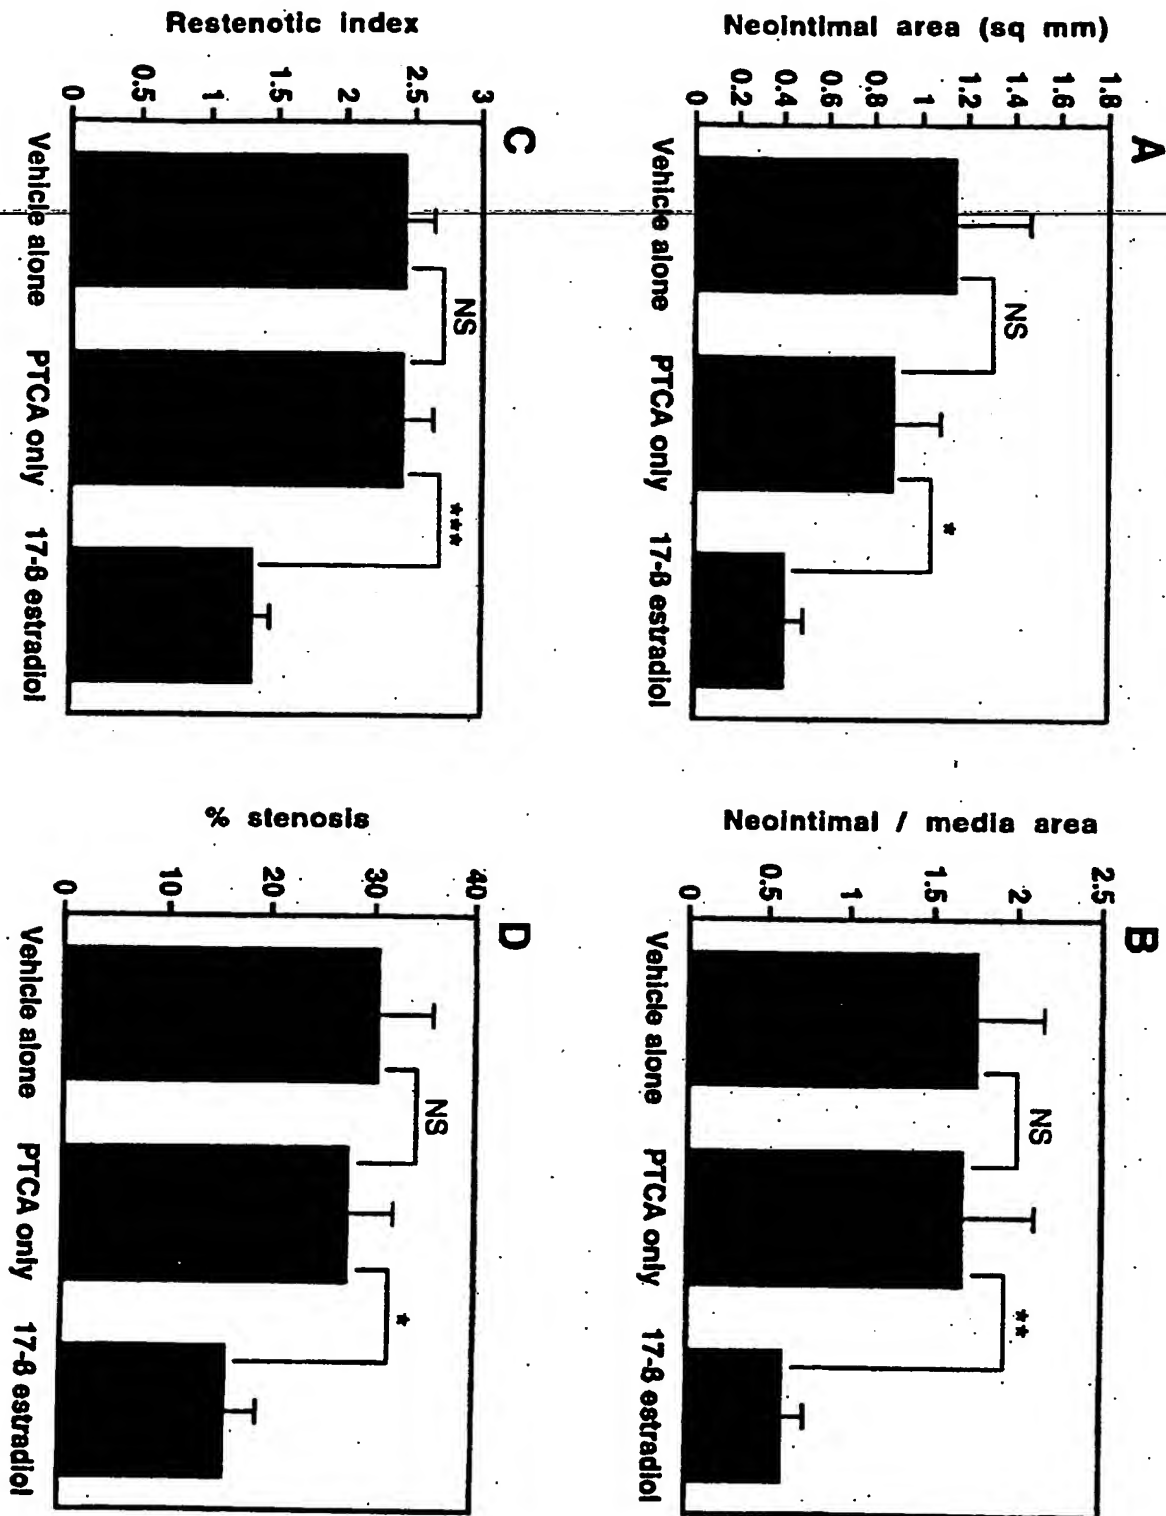 A
Neointimal area (sq mm)
1.8
1.6
1.4
1.2
1
0.8
0.6
0.4
0.2
0
NS
*
Vehicle alone PTCA only 17-β estradiol
B
Neointimal / media area
2.5
2
1.5
1
0.5
0
NS
**
Vehicle alone PTCA only 17-β estradiol
C
Restenotic index
3
2.5
2
1.5
1
0.5
0
NS
***
Vehicle alone PTCA only 17-β estradiol
D
% stenosis
40
30
20
10
0
NS
*
Vehicle alone PTCA only 17-β estradiol